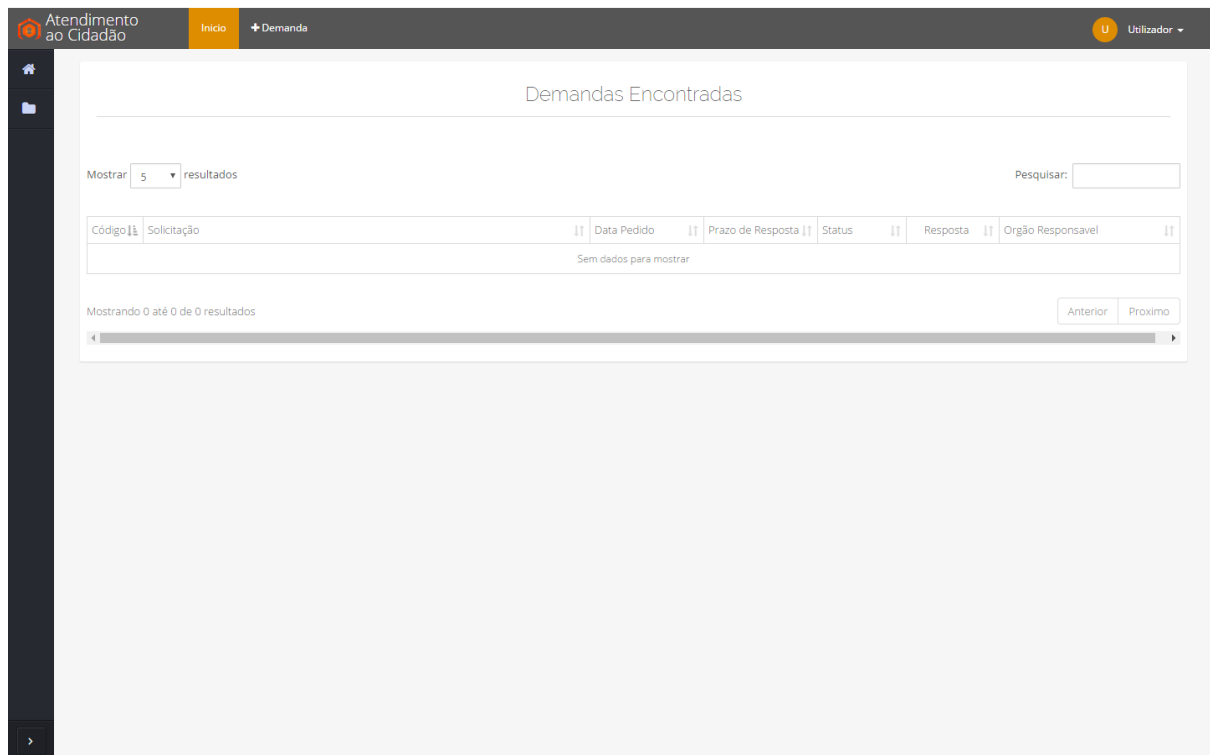 Atendimento
ao Cidadão
Inicio
+Demanda
U
Utilizador
Demandas Encontradas
Mostrar 5 resultados
Pesquisar:
Código Solicitação Data Pedido Prazo de Resposta Status Resposta Orgão Responsavel
Sem dados para mostrar
Mostrando 0 até 0 de 0 resultados
Anterior Proximo